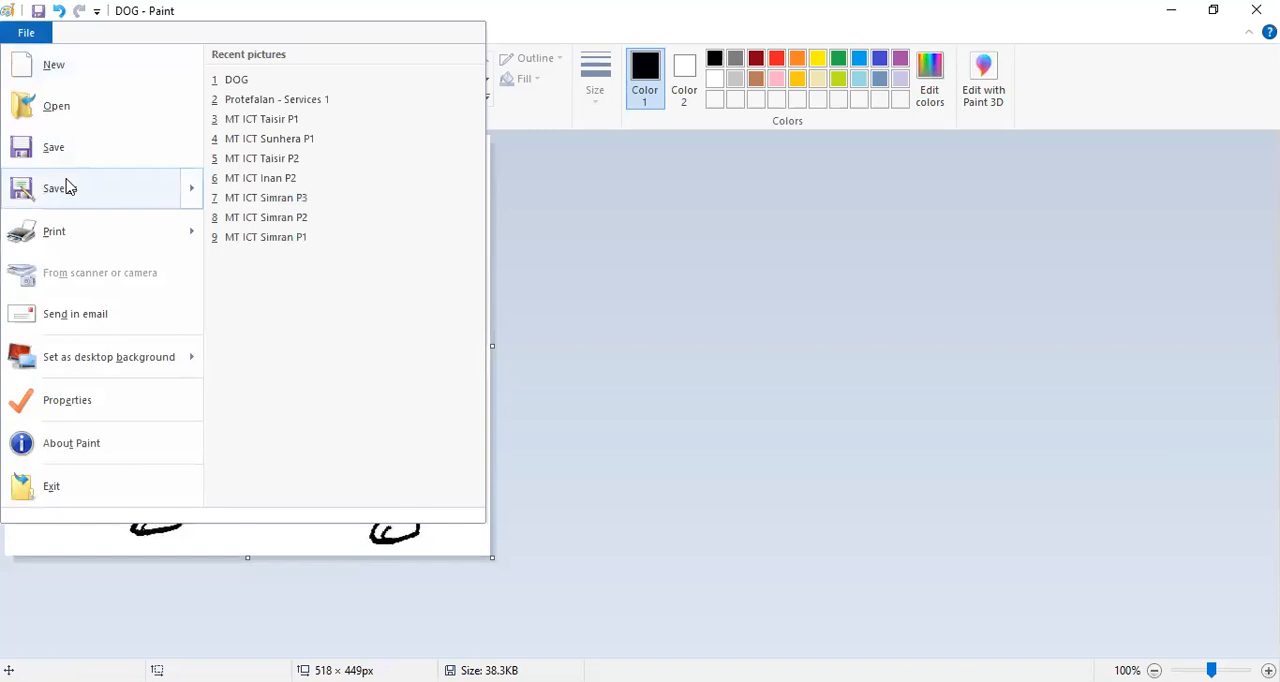 DOG - Paint
File
Recent pictures
New
Open
Save
Save
Print
From scanner or camera
Send in email
Set as desktop background
Properties
About Paint
Exit
1 DOG
2 Protefalan - Services 1
3 MT ICT Taisir P1
4 MT ICT Sunhera P1
5 MT ICT Taisir P2
6 MT ICT Inan P2
7 MT ICT Simran P3
8 MT ICT Simran P2
9 MT ICT Simran P1
Outline
Fill
Size
Color 1
Color 2
Edit colors
Edit with Paint 3D
Colors
518 × 449px
Size: 38.3KB
100%